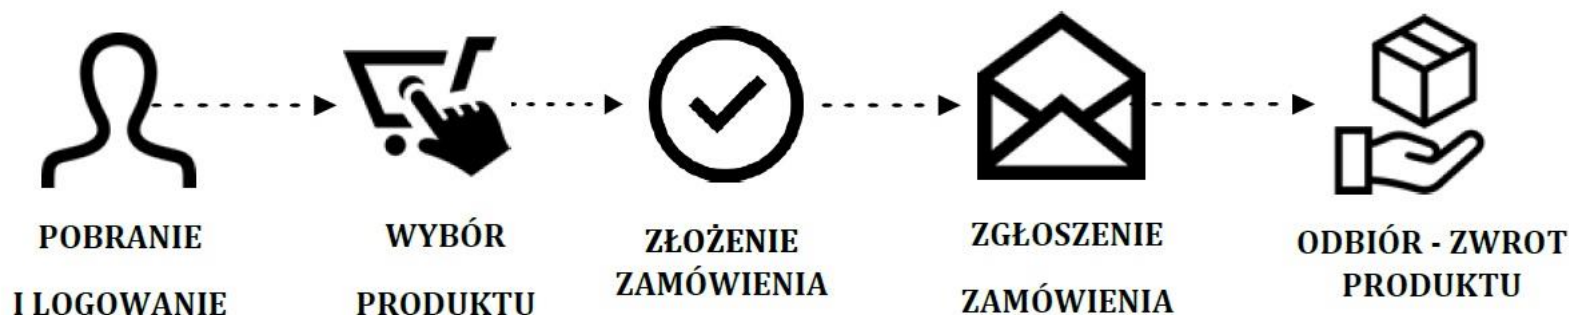 POBRANIE
I LOGOWANIE
WYBÓR
PRODUKTU
ZŁOŻENIE
ZAMÓWIENIA
ZGŁOSZENIE
ZAMÓWIENIA
ODBIÓR - ZWROT
PRODUKTU